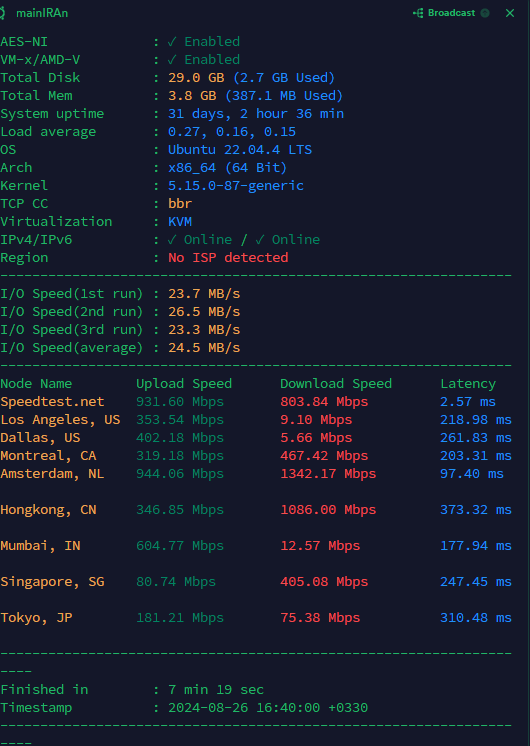 mainIRAn Broadcast
AES-NI : ✓ Enabled
VM-x/AMD-V : ✓ Enabled
Total Disk : 29.0 GB (2.7 GB Used)
Total Mem : 3.8 GB (387.1 MB Used)
System uptime : 31 days, 2 hour 36 min
Load average : 0.27, 0.16, 0.15
OS : Ubuntu 22.04.4 LTS
Arch : x86_64 (64 Bit)
Kernel : 5.15.0-87-generic
TCP CC : bbr
Virtualization : KVM
IPv4/IPv6 : ✓ Online / ✓ Online
Region : No ISP detected
----------------------------------------------------------------
I/O Speed(1st run) : 23.7 MB/s
I/O Speed(2nd run) : 26.5 MB/s
I/O Speed(3rd run) : 23.3 MB/s
I/O Speed(average) : 24.5 MB/s
----------------------------------------------------------------
Node Name Upload Speed Download Speed Latency
Speedtest.net 931.60 Mbps 803.84 Mbps 2.57 ms
Los Angeles, US 353.54 Mbps 9.10 Mbps 218.98 ms
Dallas, US 402.18 Mbps 5.66 Mbps 261.83 ms
Montreal, CA 319.18 Mbps 467.42 Mbps 203.31 ms
Amsterdam, NL 944.06 Mbps 1342.17 Mbps 97.40 ms
Hongkong, CN 346.85 Mbps 1086.00 Mbps 373.32 ms
Mumbai, IN 604.77 Mbps 12.57 Mbps 177.94 ms
Singapore, SG 80.74 Mbps 405.08 Mbps 247.45 ms
Tokyo, JP 181.21 Mbps 75.38 Mbps 310.48 ms
----------------------------------------------------------------
----
Finished in : 7 min 19 sec
Timestamp : 2024-08-26 16:40:00 +0330
----------------------------------------------------------------
----